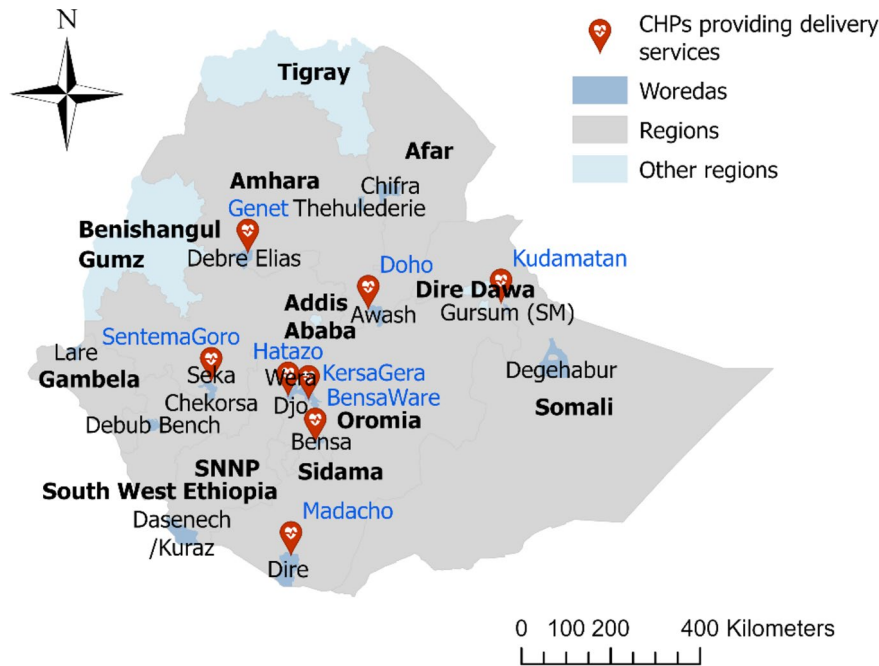 N
CHPs providing delivery
services
Woredas
Regions
Other regions
Tigray
Afar
Amhara
Chifra
Genet Thehulederie
Benishangul
Gumz
Debre Elias
Doho
Kudamatan
Dire Dawa
Addis
Ababa
Awash
Gursum (SM)
SentemaGoro
Lare
Gambela
Seka
Chekorsa
Hatazo
Wera
Djo
KersaGera
BensaWare
Degehabur
Somali
Debub Bench
Oromia
Bensa
SNNP
Sidama
South West Ethiopia
Dasenech
/Kuraz
Madacho
Dire
0 100 200 400 Kilometers